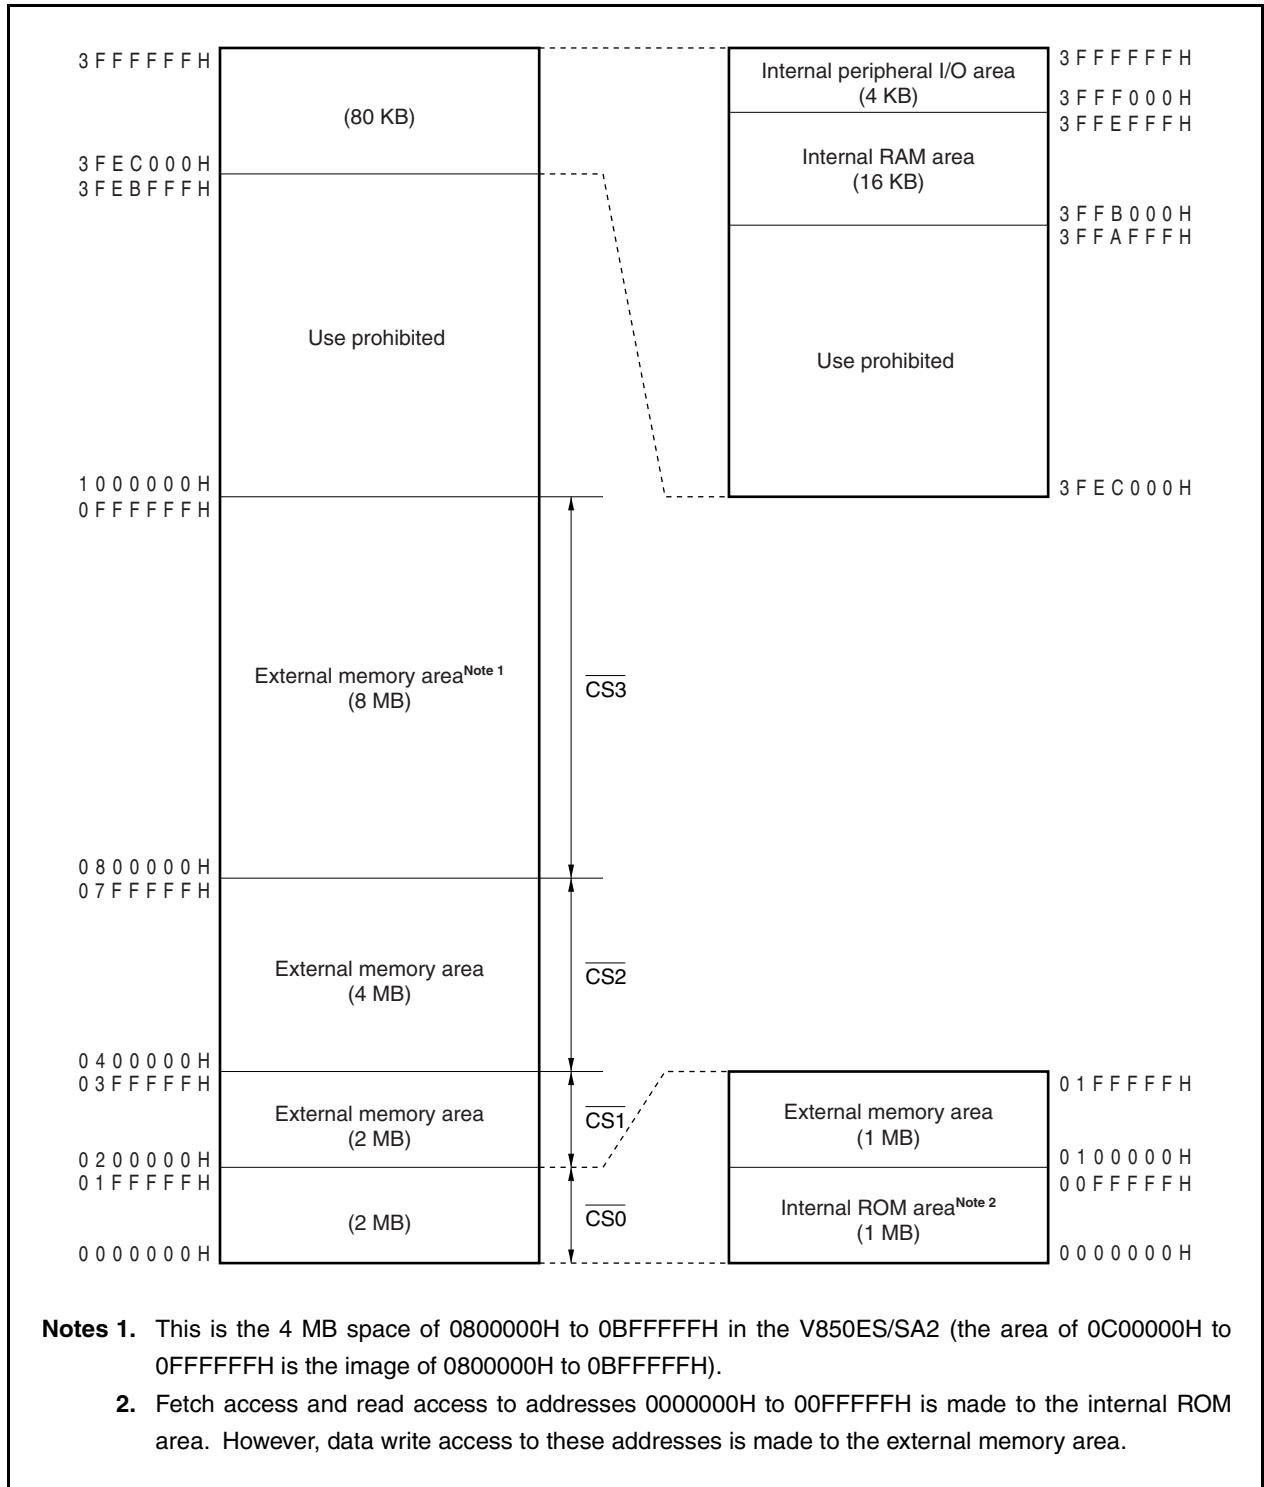 3FFFFFFH
(80 KB)
3FEC000H
3FEBFFFH
Use prohibited
1000000H
0FFFFFFH
External memory areaNote 1
(8 MB)
CS3
0800000H
07FFFFFH
External memory area
(4 MB)
CS2
0400000H
03FFFFFH
External memory area
(2 MB)
CS1
0200000H
01FFFFFH
(2 MB)
CS0
0000000H
Internal peripheral I/O area
(4 KB)
3FFFFFFH
3FFF000H
3FFEFFFH
Internal RAM area
(16 KB)
3FFB000H
3FFAFFFH
Use prohibited
3FEC000H
External memory area
(1 MB)
01FFFFFH
0100000H
00FFFFFH
Internal ROM areaNote 2
(1 MB)
0000000H
Notes 1. This is the 4 MB space of 0800000H to 0BFFFFFH in the V850ES/SA2 (the area of 0C00000H to
0FFFFFFH is the image of 0800000H to 0BFFFFFH).
2. Fetch access and read access to addresses 0000000H to 00FFFFFH is made to the internal ROM
area. However, data write access to these addresses is made to the external memory area.